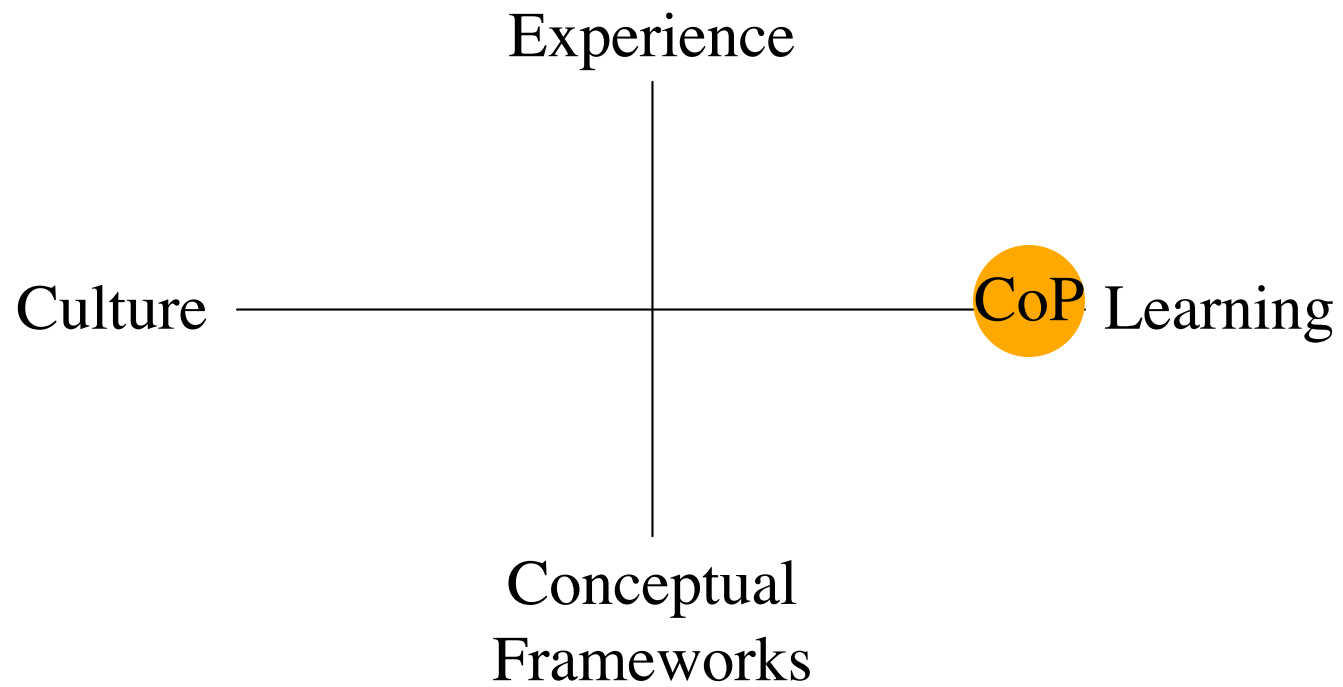 Experience
Culture
CoP
Learning
Conceptual
Frameworks